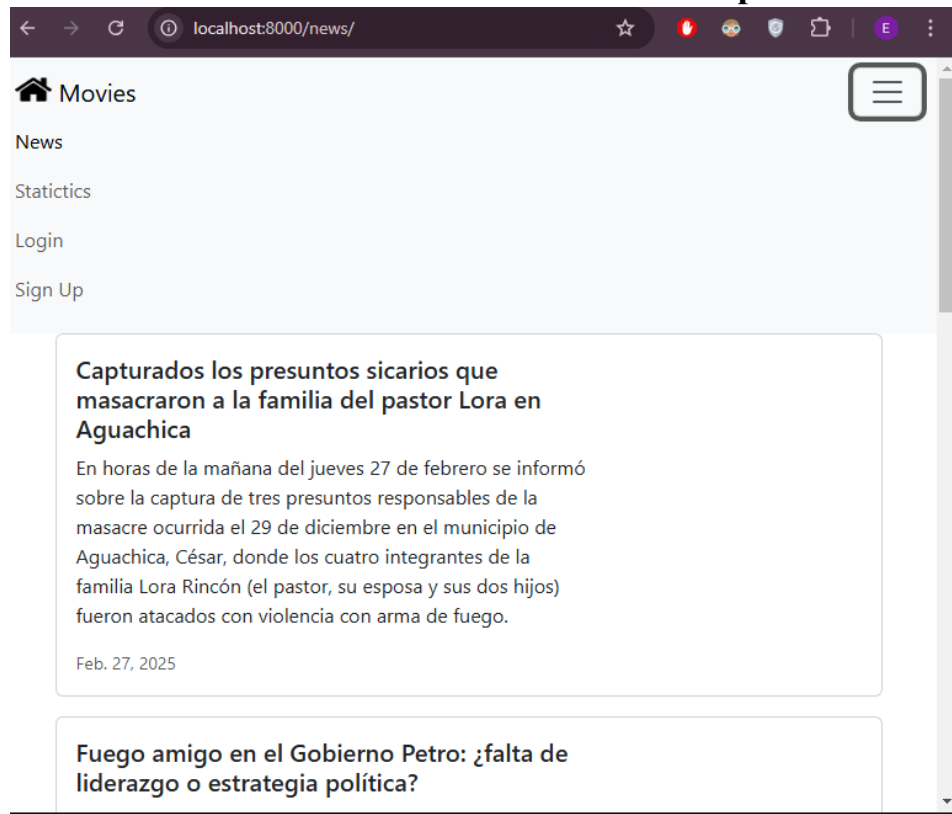 localhost:8000/news/
E
Movies
News
Statictics
Login
Sign Up
Capturados los presuntos sicarios que
masacraron a la familia del pastor Lora en
Aguachica
En horas de la mañana del jueves 27 de febrero se informó
sobre la captura de tres presuntos responsables de la
masacre ocurrida el 29 de diciembre en el municipio de
Aguachica, César, donde los cuatro integrantes de la
familia Lora Rincón (el pastor, su esposa y sus dos hijos)
fueron atacados con violencia con arma de fuego.
Feb. 27, 2025
Fuego amigo en el Gobierno Petro: ¿falta de
liderazgo o estrategia política?